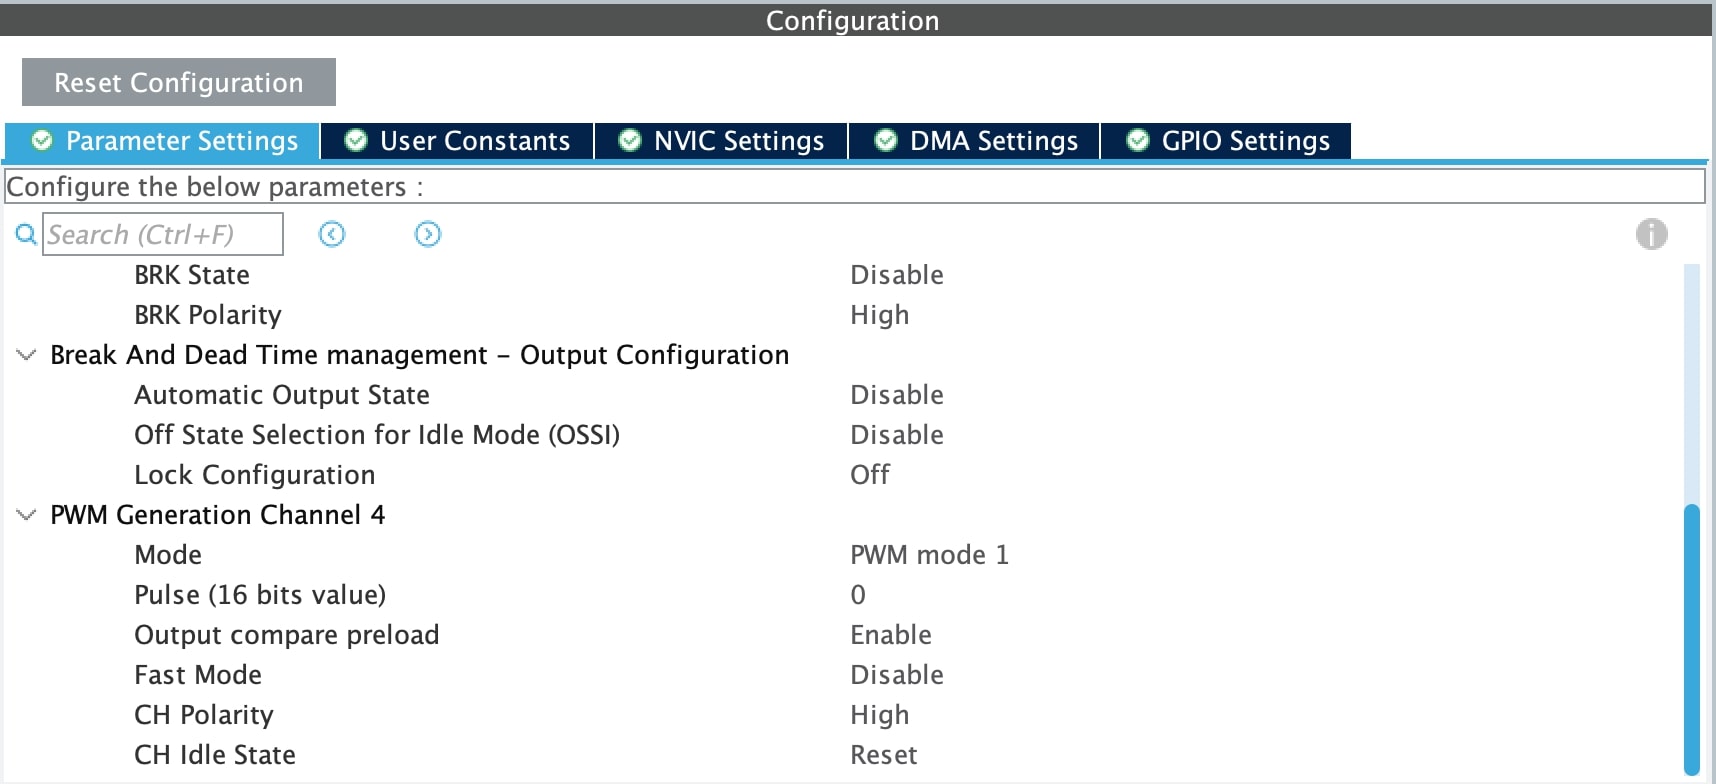 Configuration
Reset Configuration
Parameter Settings User Constants NVIC Settings DMA Settings GPIO Settings
Configure the below parameters :
Search (Ctrl+F)
BRK State Disable
BRK Polarity High
Break And Dead Time management - Output Configuration
Automatic Output State Disable
Off State Selection for Idle Mode (OSSI) Disable
Lock Configuration Off
PWM Generation Channel 4
Mode PWM mode 1
Pulse (16 bits value) 0
Output compare preload Enable
Fast Mode Disable
CH Polarity High
CH Idle State Reset